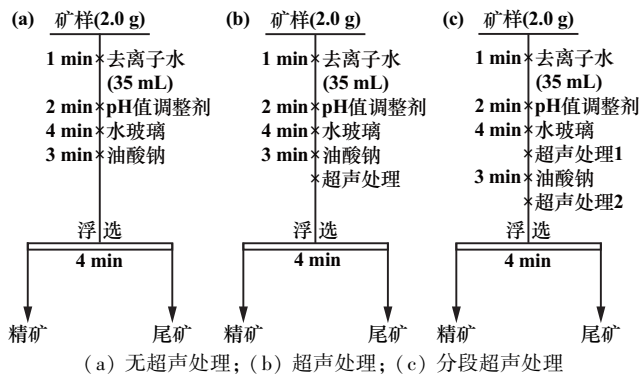 (a) 矿样(2.0 g)
1 min 去离子水
(35 mL)
2 min pH值调整剂
4 min 水玻璃
3 min 油酸钠
浮选
4 min
精矿 尾矿
(b) 矿样(2.0 g)
1 min 去离子水
(35 mL)
2 min pH值调整剂
4 min 水玻璃
3 min 油酸钠
超声处理
浮选
4 min
精矿 尾矿
(c) 矿样(2.0 g)
1 min 去离子水
(35 mL)
2 min pH值调整剂
4 min 水玻璃
超声处理1
3 min 油酸钠
超声处理2
浮选
4 min
精矿 尾矿
(a) 无超声处理; (b) 超声处理; (c) 分段超声处理